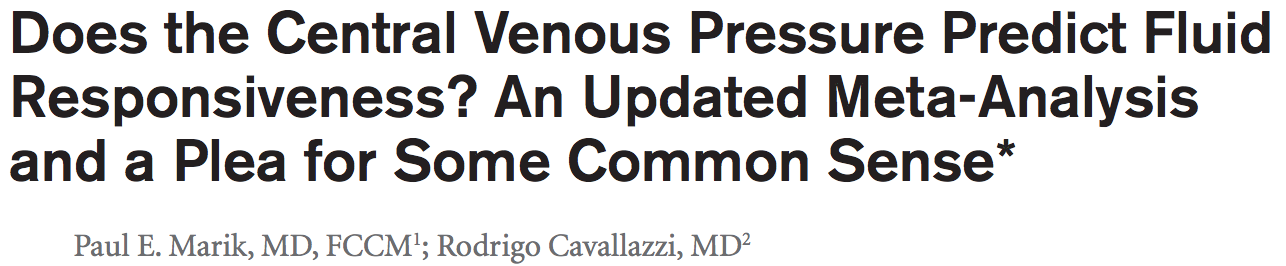 Does the Central Venous Pressure Predict Fluid
Responsiveness? An Updated Meta-Analysis
and a Plea for Some Common Sense*
Paul E. Marik, MD, FCCM¹; Rodrigo Cavallazzi, MD²